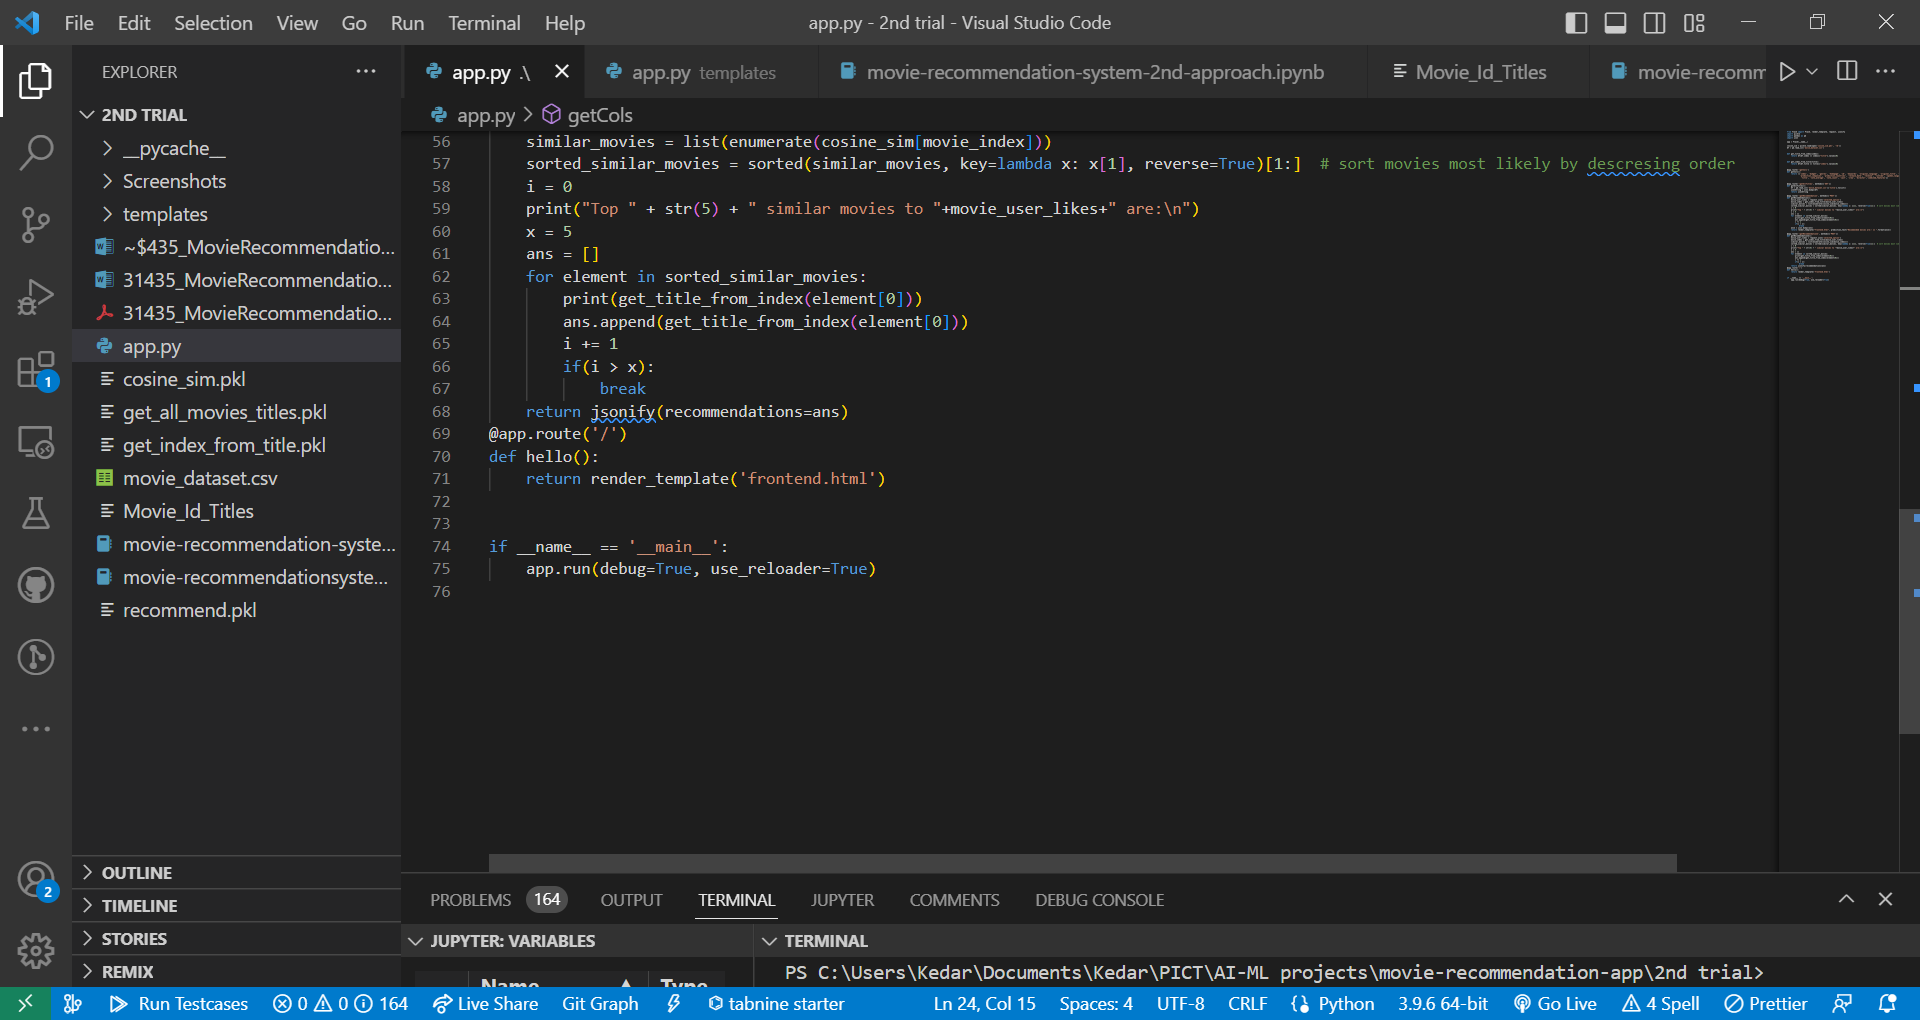 File Edit Selection View Go Run Terminal Help
app.py - 2nd trial - Visual Studio Code
EXPLORER
2ND TRIAL
__pycache__
Screenshots
templates
~$435_MovieRecommendatio...
31435_MovieRecommendatio...
31435_MovieRecommendatio...
app.py
cosine_sim.pkl
get_all_movies_titles.pkl
get_index_from_title.pkl
movie_dataset.csv
Movie_Id_Titles
movie-recommendation-syste...
movie-recommendationsyste...
recommend.pkl
OUTLINE
TIMELINE
STORIES
REMIX
1
2
app.py .\
app.py templates
movie-recommendation-system-2nd-approach.ipynb
Movie_Id_Titles
movie-recomm
app.py > getCols
56 similar_movies = list(enumerate(cosine_sim[movie_index]))
57 sorted_similar_movies = sorted(similar_movies, key=lambda x: x[1], reverse=True)[1:] # sort movies most likely by descresing order
58 i = 0
59 print("Top " + str(5) + " similar movies to "+movie_user_likes+" are:\n")
60 x = 5
61 ans = []
62 for element in sorted_similar_movies:
63 print(get_title_from_index(element[0]))
64 ans.append(get_title_from_index(element[0]))
65 i += 1
66 if(i > x):
67 break
68 return jsonify(recommendations=ans)
69 @app.route('/')
70 def hello():
71 return render_template('frontend.html')
72
73
74 if __name__ == '__main__':
75 app.run(debug=True, use_reloader=True)
76
PROBLEMS 164 OUTPUT TERMINAL JUPYTER COMMENTS DEBUG CONSOLE
JUPYTER: VARIABLES
Name Type
TERMINAL
PS C:\Users\Kedar\Documents\Kedar\PICT\AI-ML projects\movie-recommendation-app\2nd trial>
Run Testcases 0 0 164 Live Share Git Graph tabnine starter Ln 24, Col 15 Spaces: 4 UTF-8 CRLF Python 3.9.6 64-bit Go Live 4 Spell Prettier